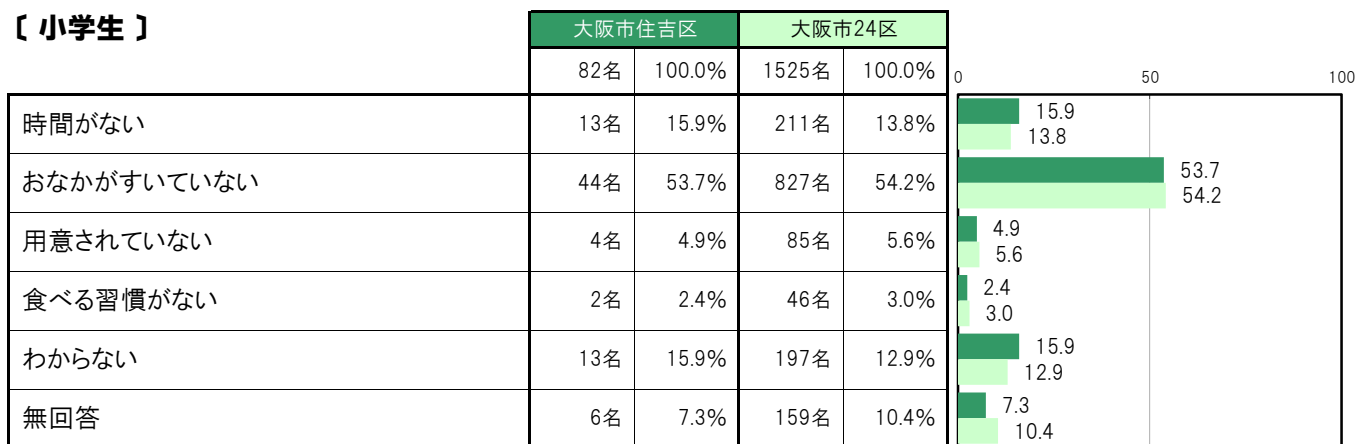 〔 小学生 〕
大阪市住吉区 大阪市24区
82名 100.0% 1525名 100.0%
0 50 100
時間がない 13名 15.9% 211名 13.8%
15.9
13.8
おなかがすいていない 44名 53.7% 827名 54.2%
53.7
54.2
用意されていない 4名 4.9% 85名 5.6%
4.9
5.6
食べる習慣がない 2名 2.4% 46名 3.0%
2.4
3.0
わからない 13名 15.9% 197名 12.9%
15.9
12.9
無回答 6名 7.3% 159名 10.4%
7.3
10.4